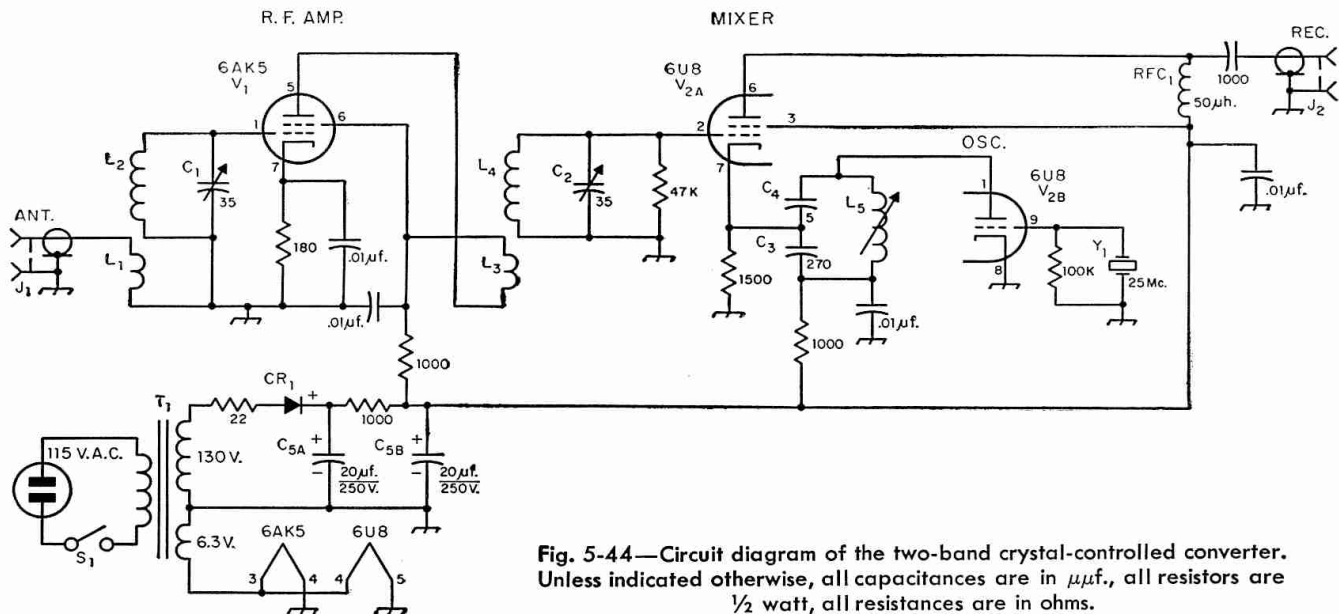 R. F. AMP.
MIXER
REC.
6AK5
V1
5
1
6
7
L2
C1
35
180
.01µf.
ANT.
J1
L1
.01µf.
L3
1000
6U8
V2A
6
2
3
7
L4
C2
35
47K
1500
C4
5
C3
270
L5
1000
.01µf.
OSC.
6U8
V2B
1
9
8
100K
Y1
25 Mc.
RFC1
50µh.
1000
J2
.01µf.
T1
115 V.A.C.
S1
130 V.
6.3 V.
22
CR1
+
1000
C5A
+
-
20µf.
250V.
C5B
+
-
20µf.
250V.
6AK5
3
4
6U8
4
5
Fig. 5-44—Circuit diagram of the two-band crystal-controlled converter.
Unless indicated otherwise, all capacitances are in µµf., all resistors are
½ watt, all resistances are in ohms.